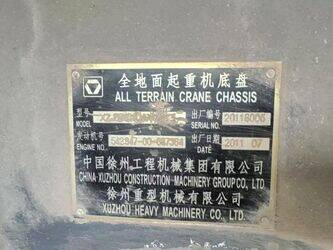 全地面起重机底盘
ALL TERRAIN CRANE CHASSIS
型号
MODEL
出厂编号
SERIAL NO.
发动机号
ENGINE NO.
出厂日期
DATE
2011 07
中国徐州工程机械集团有限公司
CHINA XUZHOU CONSTRUCTION MACHINERY GROUP CO., LTD
徐州重型机械有限公司
XUZHOU HEAVY MACHINERY CO., LTD.